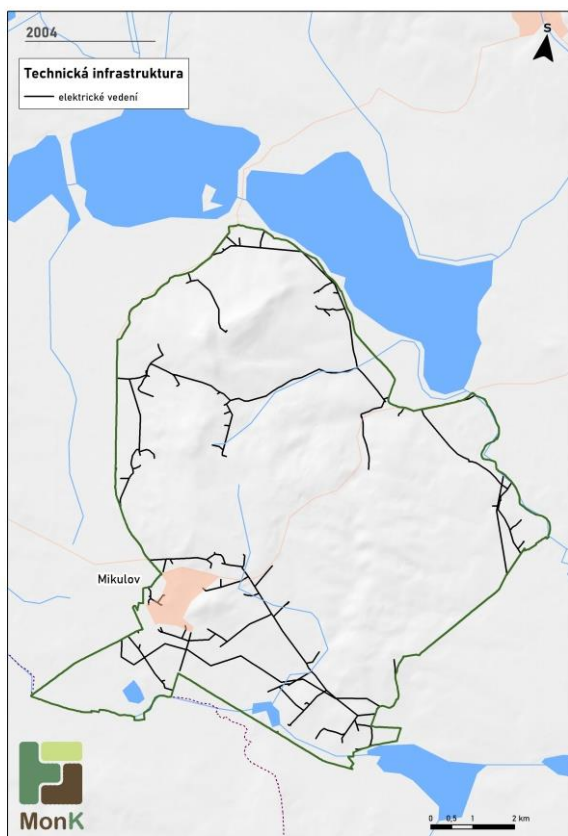 2004
S
Technická infrastruktura
elektrické vedení
Mikulov
MonK
0 0,5 1 2 km